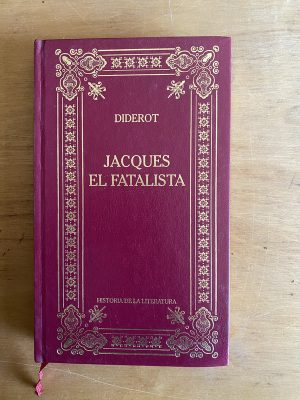 DIDEROT
JACQUES
EL FATALISTA
HISTORIA DE LA LITERATURA